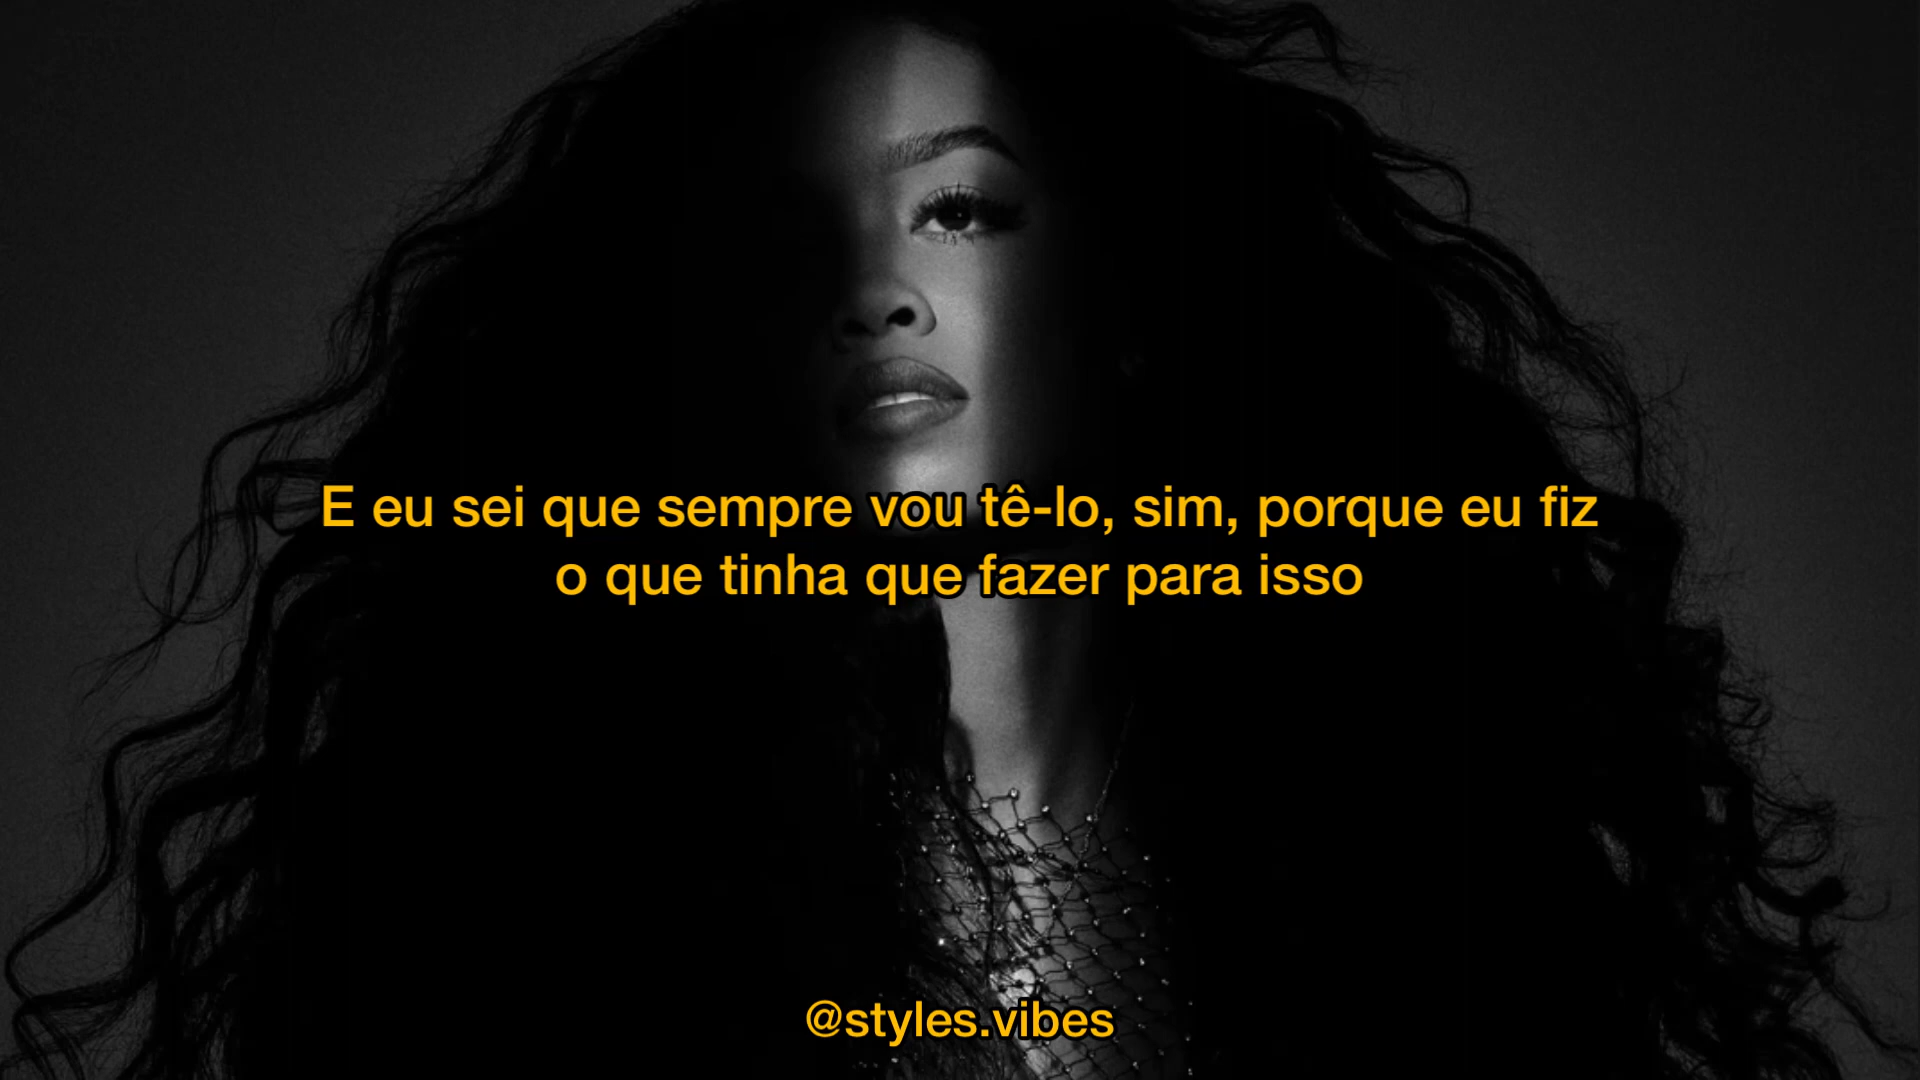 E eu sei que sempre vou tê-lo, sim, porque eu fiz
o que tinha que fazer para isso
@styles.vibes